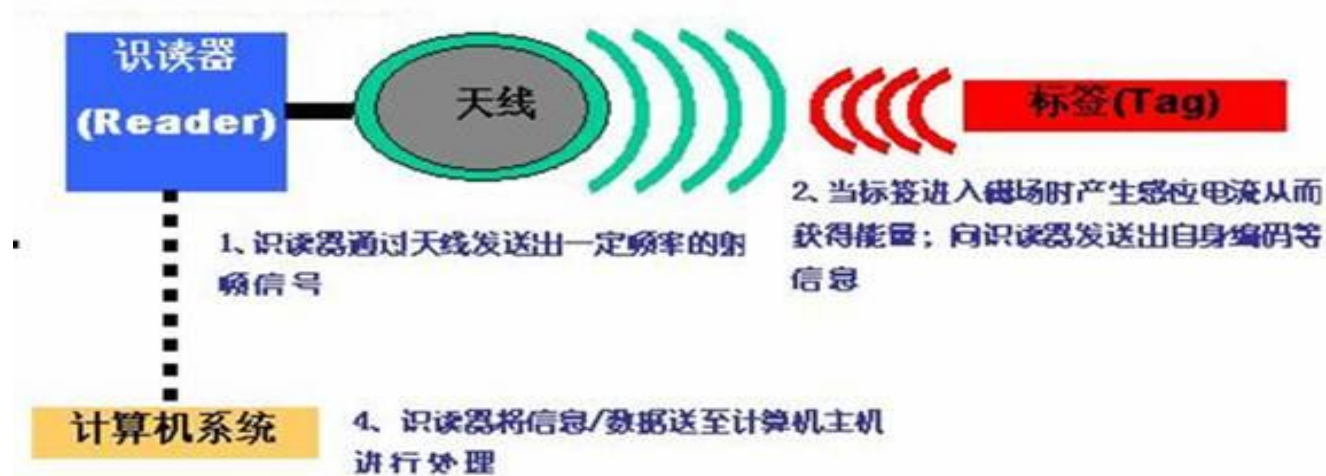 识读器
(Reader)
天线
标签(Tag)
1、识读器通过天线发送出一定频率的射
频信号
2、当标签进入磁场时产生感应电流从而
获得能量；向识读器发送出自身编码等
信息
计算机系统
4、识读器将信息/数据送至计算机主机
进行处理